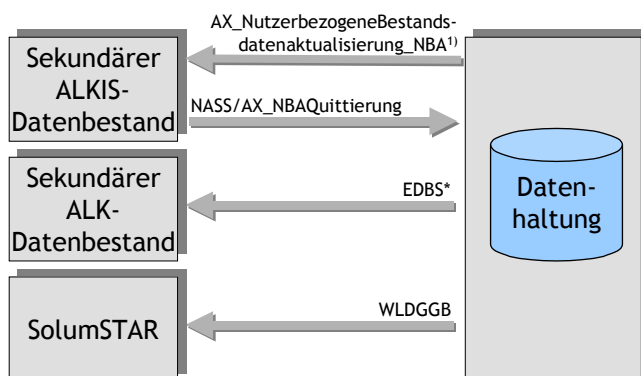 AX_NutzerbezogeneBestands-
datenaktualisierung_NBA¹⁾
Sekundärer
ALKIS-
Datenbestand
NASS/AX_NBAQuittierung
Sekundärer
ALK-
Datenbestand
EDBS*
Daten-
haltung
SolumSTAR
WLDGGB